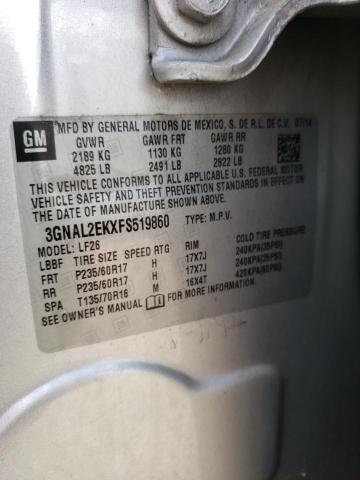 GM
MFD BY GENERAL MOTORS DE MEXICO, S. DE R.L. DE C.V. 07/14
GVWR GAWR FRT GAWR RR
2189 KG 1130 KG 1280 KG
4825 LB 2491 LB 2822 LB
THIS VEHICLE CONFORMS TO ALL APPLICABLE U.S. FEDERAL MOTOR
VEHICLE SAFETY AND THEFT PREVENTION STANDARDS IN EFFECT ON THE
DATE OF MANUFACTURE SHOWN ABOVE.
3GNAL2EKXFS519860 TYPE: M.P.V.
MODEL: LF26
LBBF TIRE SIZE SPEED RTG RIM COLD TIRE PRESSURE
FRT P235/60R17 H 17X7J 240KPA(35PSI)
RR P235/60R17 H 17X7J 240KPA(35PSI)
SPA T135/70R16 M 16X4T 420KPA(60PSI)
SEE OWNER'S MANUAL FOR ADDITIONAL INFORMATION.